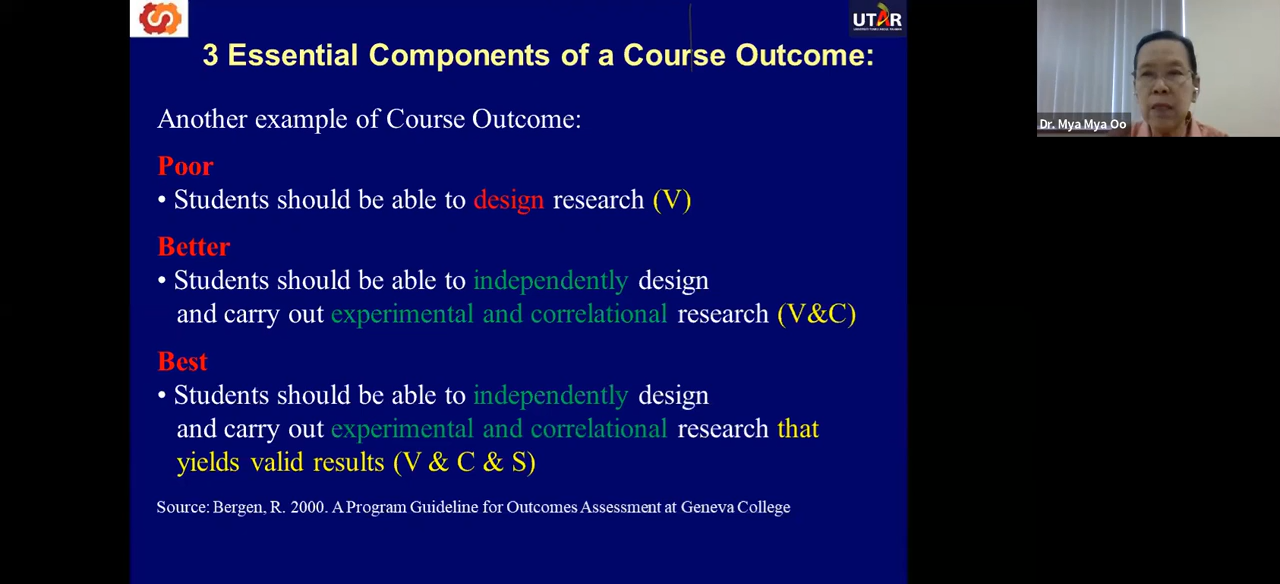 UTAR
3 Essential Components of a Course Outcome:
Another example of Course Outcome:
Poor
• Students should be able to design research (V)
Better
• Students should be able to independently design
and carry out experimental and correlational research (V&C)
Best
• Students should be able to independently design
and carry out experimental and correlational research that
yields valid results (V & C & S)
Source: Bergen, R. 2000. A Program Guideline for Outcomes Assessment at Geneva College
Dr. Mya Mya Oo